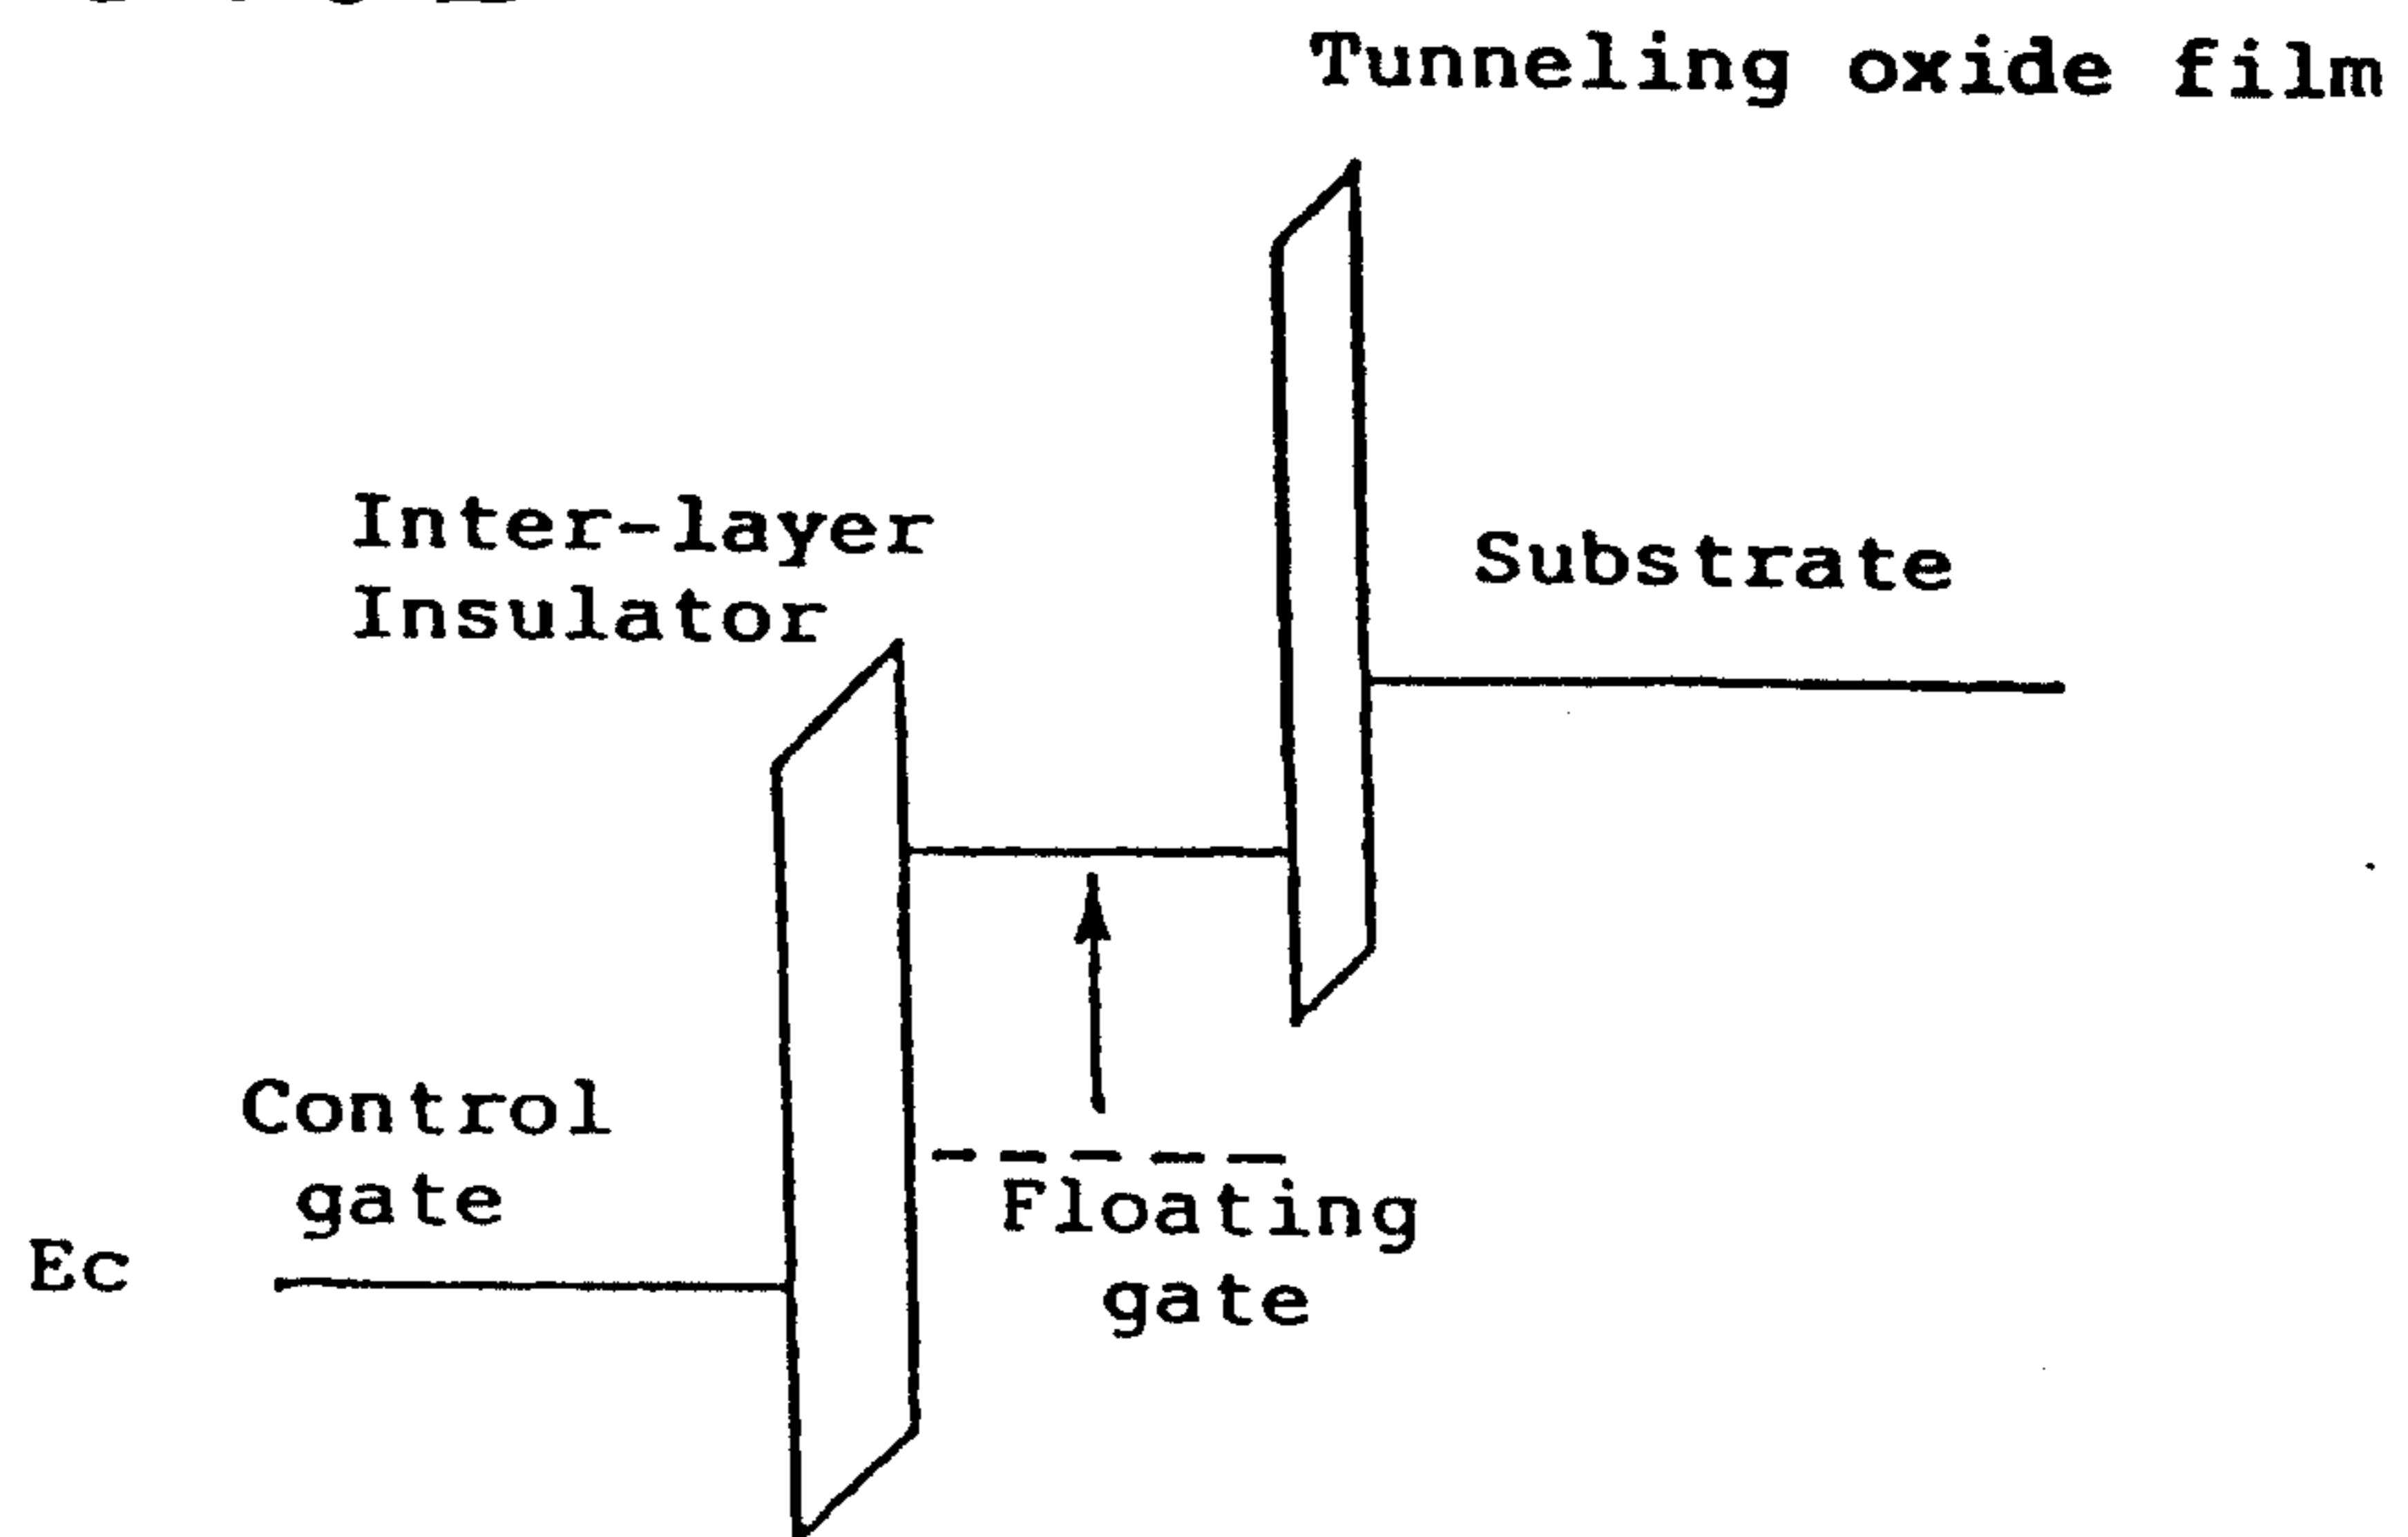 Tunneling oxide film
Inter-layer
Insulator
Substrate
Control
gate
Floating
gate
Ec